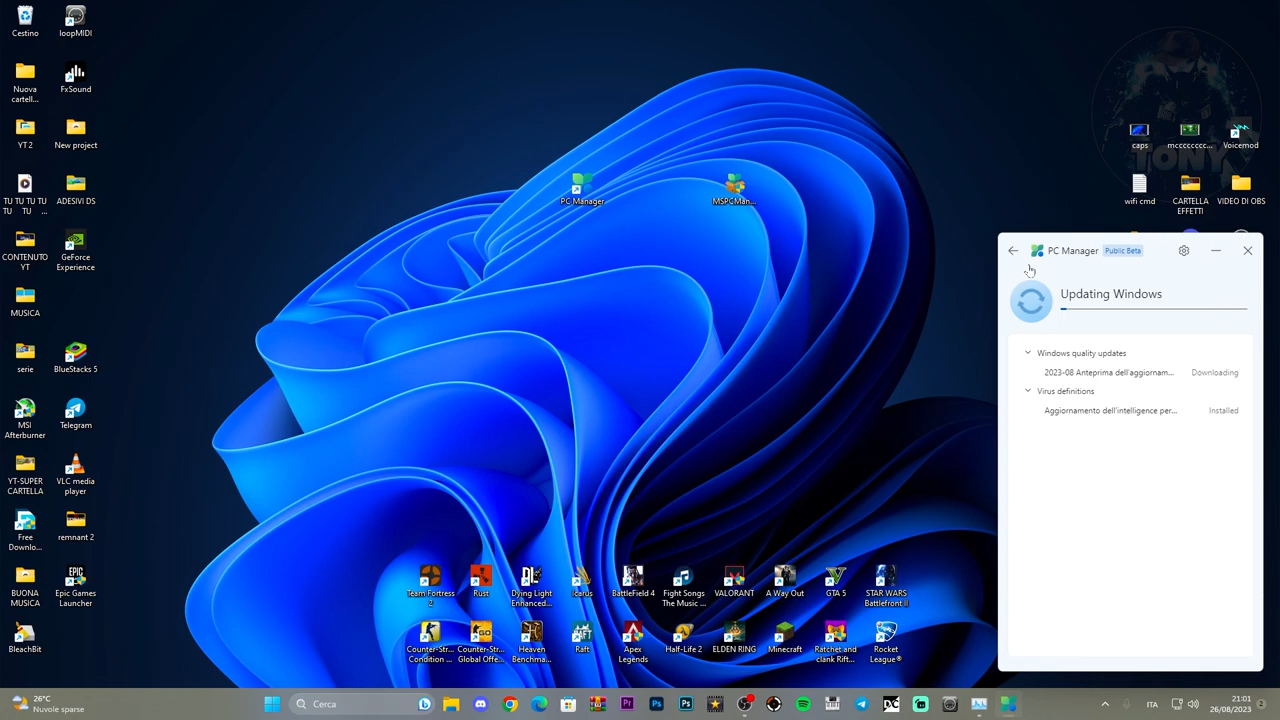 Cestino
loopMIDI
Nuova
cartell...
FxSound
YT 2
New project
TU TU TU TU
TU TU ...
ADESIVI DS
CONTENUTO
YT
GeForce
Experience
MUSICA
serie
BlueStacks 5
MSI
Afterburner
Telegram
YT-SUPER
CARTELLA
VLC media
player
Free
Downlo...
remnant 2
BUONA
MUSICA
Epic Games
Launcher
BleachBit
PC Manager
MSPCMan...
caps
mcccccccc...
Voicemod
TONY
wifi cmd
CARTELLA
EFFETTI
VIDEO DI OBS
PC Manager
Public Beta
Updating Windows
Windows quality updates
2023-08 Anteprima dell'aggiornam...
Downloading
Virus definitions
Aggiornamento dell'intelligence per...
Installed
Team Fortress
2
Rust
Dying Light
Enhanced...
Icarus
BattleField 4
Fight Songs
The Music ...
VALORANT
A Way Out
GTA 5
STAR WARS
Battlefront II
Counter-Str...
Condition ...
Counter-Str...
Global Offe...
Heaven
Benchma...
Raft
Apex
Legends
Half-Life 2
ELDEN RING
Minecraft
Ratchet and
clank Rift...
Rocket
League®
26°C
Nuvole sparse
Cerca
ITA
21:01
26/08/2023